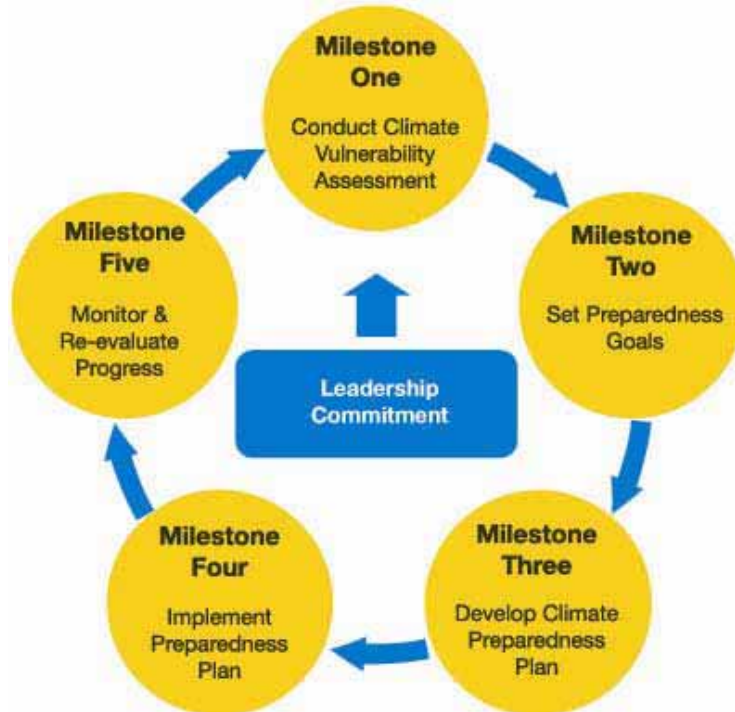 Milestone
One
Conduct Climate
Vulnerability
Assessment
Milestone
Two
Set Preparedness
Goals
Milestone
Three
Develop Climate
Preparedness
Plan
Milestone
Four
Implement
Preparedness
Plan
Milestone
Five
Monitor &
Re-evaluate
Progress
Leadership
Commitment